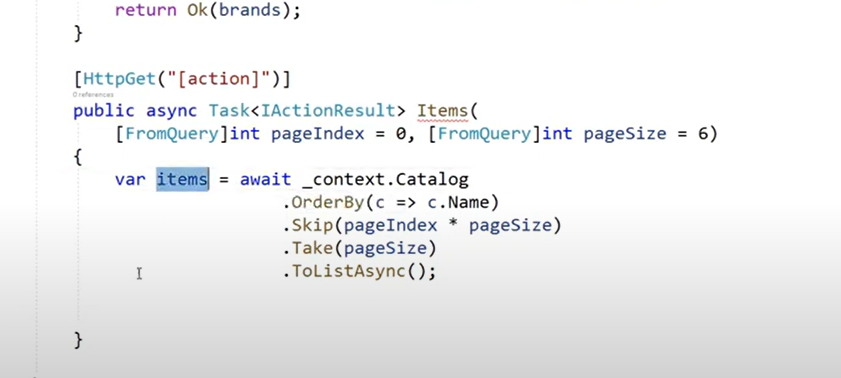 return Ok(brands);
}
[HttpGet("[action]")]
0 references
public async Task<IActionResult> Items(
[FromQuery]int pageIndex = 0, [FromQuery]int pageSize = 6)
{
var items = await _context.Catalog
.OrderBy(c => c.Name)
.Skip(pageIndex * pageSize)
.Take(pageSize)
.ToListAsync();
}